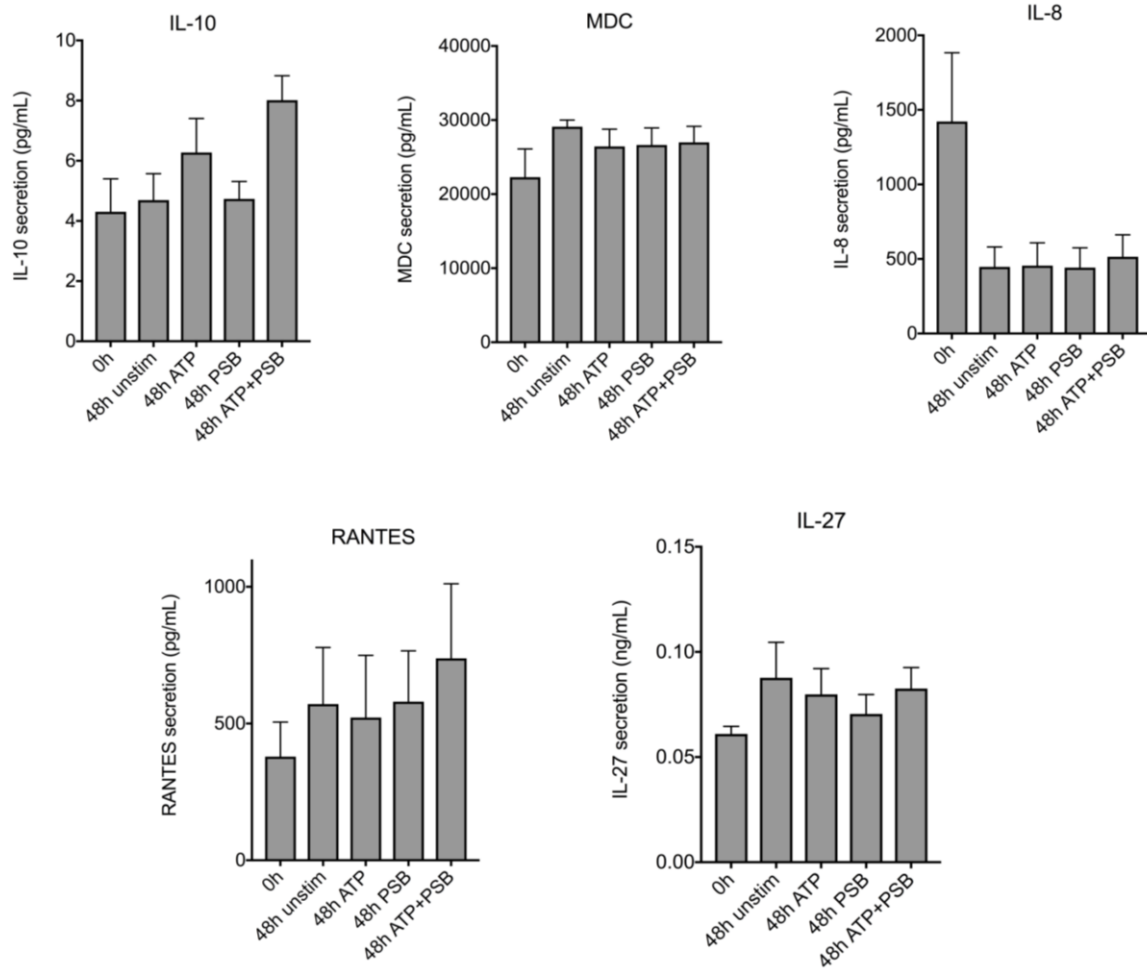 IL-10
IL-10 secretion (pg/mL)
10
8
6
4
2
0
0h
48h unstim
48h ATP
48h PSB
48h ATP+PSB
MDC
MDC secretion (pg/mL)
40000
30000
20000
10000
0
0h
48h unstim
48h ATP
48h PSB
48h ATP+PSB
IL-8
IL-8 secretion (pg/mL)
2000
1500
1000
500
0
0h
48h unstim
48h ATP
48h PSB
48h ATP+PSB
RANTES
RANTES secretion (pg/mL)
1000
500
0
0h
48h unstim
48h ATP
48h PSB
48h ATP+PSB
IL-27
IL-27 secretion (ng/mL)
0.15
0.10
0.05
0.00
0h
48h unstim
48h ATP
48h PSB
48h ATP+PSB